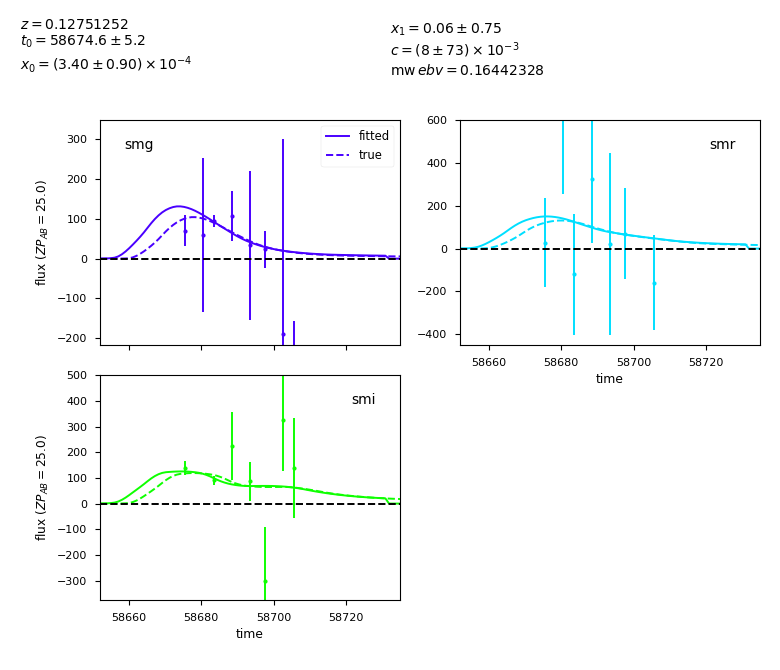 z = 0.12751252
t₀ = 58674.6 ± 5.2
x₀ = (3.40 ± 0.90) × 10⁻⁴
x₁ = 0.06 ± 0.75
c = (8 ± 73) × 10⁻³
mw ebv = 0.16442328
smg
fitted
true
300
200
100
0
−100
−200
flux (ZP_AB = 25.0)
smr
600
400
200
0
−200
−400
58660 58680 58700 58720
time
smi
500
400
300
200
100
0
−100
−200
−300
flux (ZP_AB = 25.0)
58660 58680 58700 58720
time